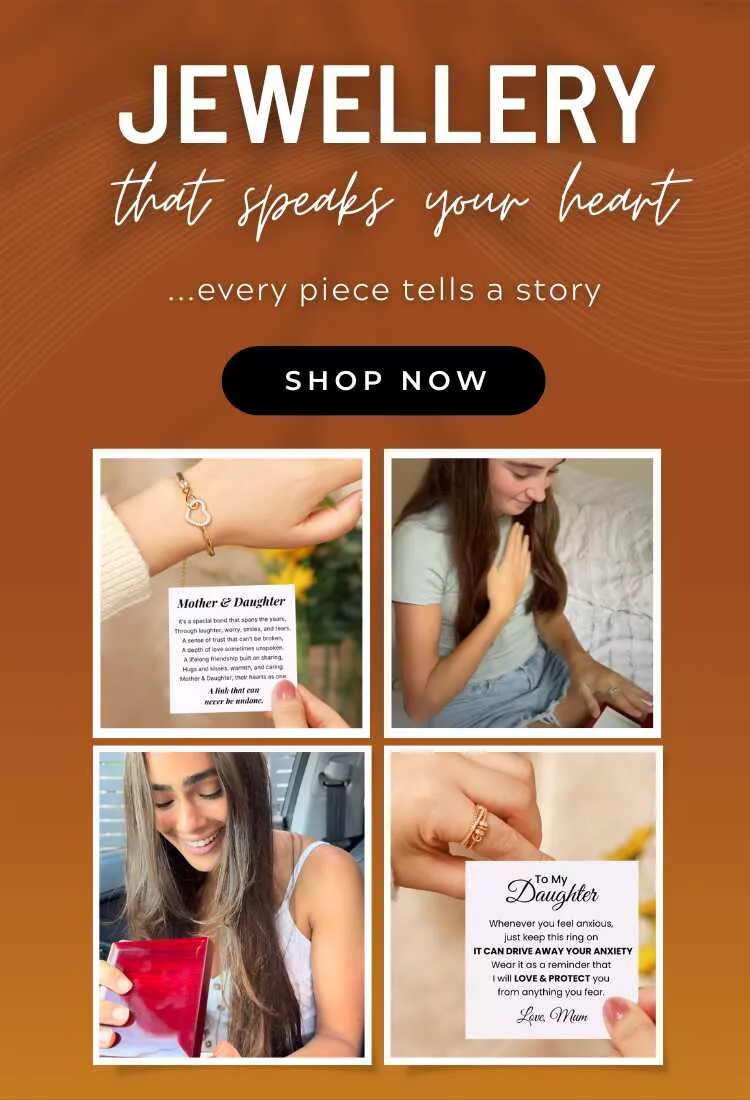 JEWELLERY
that speaks your heart
...every piece tells a story
SHOP NOW
Mother & Daughter
It's a special bond that spans the years,
Through laughter, worry, smiles, and tears.
A sense of trust that can't be broken,
A depth of love sometimes unspoken.
A lifelong friendship built on sharing,
Hugs and kisses, warmth, and caring.
Mother & Daughter, their hearts as one
A link that can
never be undone.
To My
Daughter
Whenever you feel anxious,
just keep this ring on
IT CAN DRIVE AWAY YOUR ANXIETY
Wear it as a reminder that
I will LOVE & PROTECT you
from anything you fear.
Love, Mum